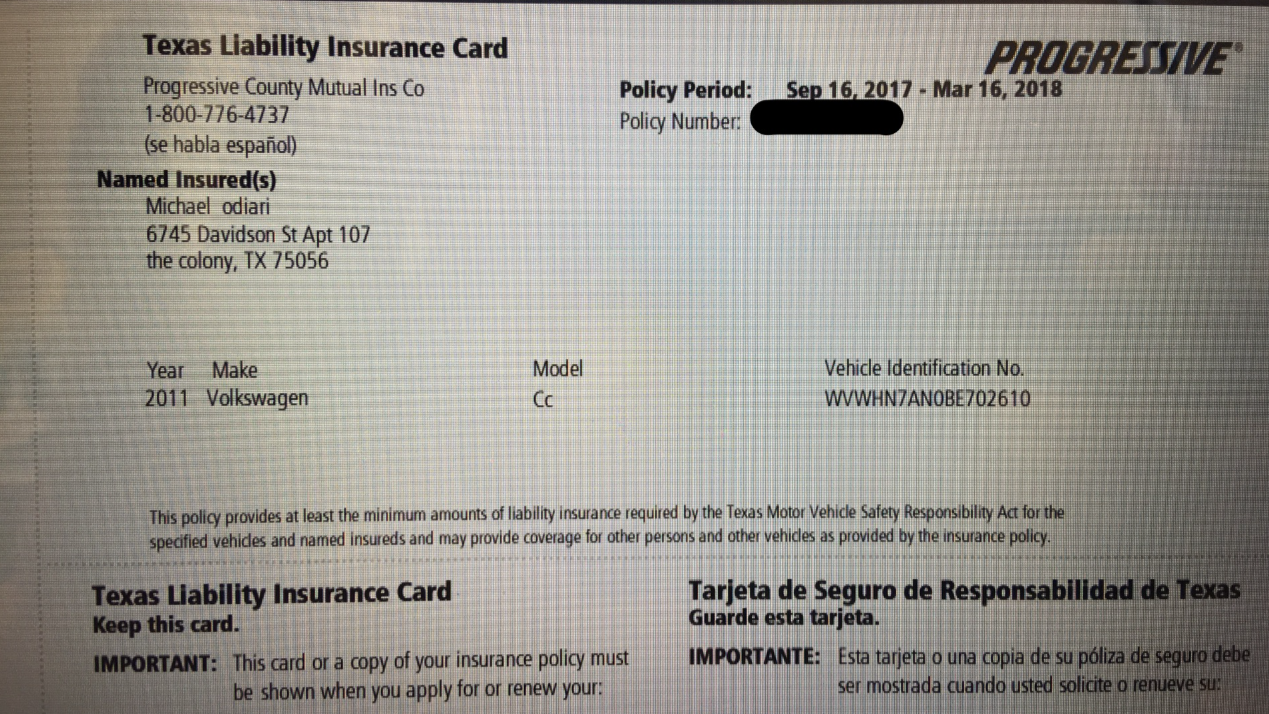 Texas Liability Insurance Card
PROGRESSIVE®
Progressive County Mutual Ins Co
1-800-776-4737
(se habla español)
Policy Period: Sep 16, 2017 - Mar 16, 2018
Policy Number:
Named Insured(s)
Michael odiari
6745 Davidson St Apt 107
the colony, TX 75056
Year Make Model Vehicle Identification No.
2011 Volkswagen Cc WVWHN7AN0BE702610
This policy provides at least the minimum amounts of liability insurance required by the Texas Motor Vehicle Safety Responsibility Act for the
specified vehicles and named insureds and may provide coverage for other persons and other vehicles as provided by the insurance policy.
Texas Liability Insurance Card
Keep this card.
IMPORTANT: This card or a copy of your insurance policy must
be shown when you apply for or renew your:
Tarjeta de Seguro de Responsabilidad de Texas
Guarde esta tarjeta.
IMPORTANTE: Esta tarjeta o una copia de su póliza de seguro debe
ser mostrada cuando usted solicite o renueve su: